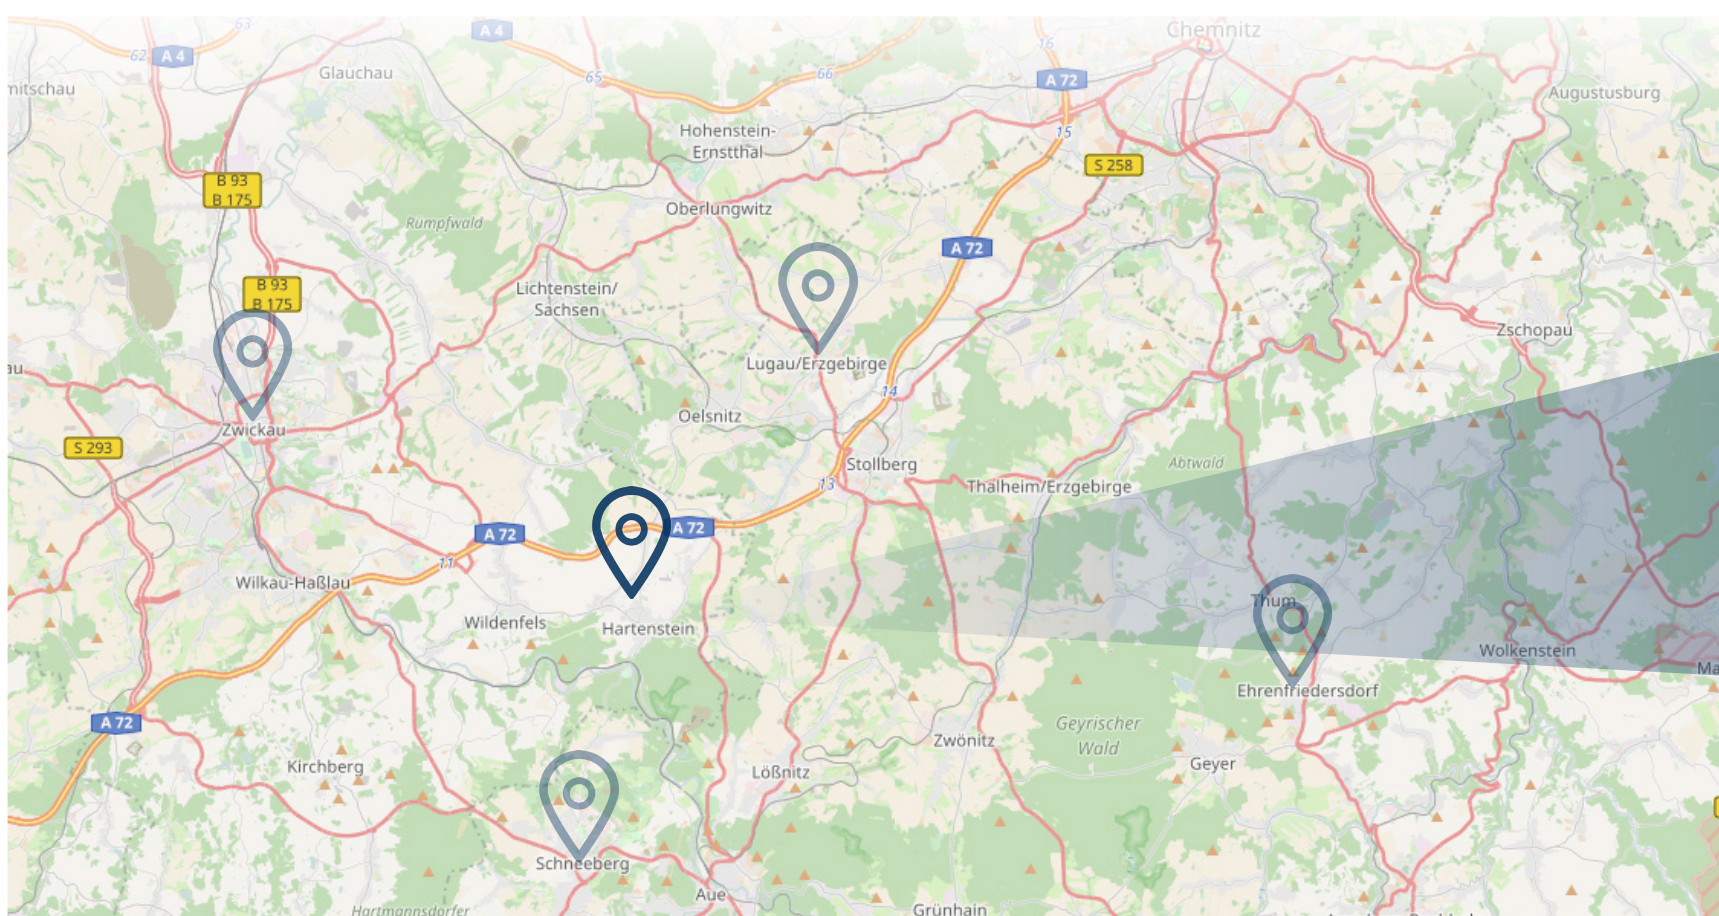 63
A 4
62
A 4
Chemnitz
16
Glauchau
65
66
A 72
mitschau
Augustusburg
Hohenstein-
Ernstthal
15
S 258
B 93
B 175
Oberlungwitz
Rumpfwald
A 72
Lichtenstein/
Sachsen
B 93
B 175
Zschopau
Lugau/Erzgebirge
au
14
Oelsnitz
Zwickau
S 293
Stollberg
Abtwald
13
Thalheim/Erzgebirge
A 72
A 72
11
Wilkau-Haßlau
Thum
Wildenfels
Hartenstein
Wolkenstein
Ma
Ehrenfriedersdorf
A 72
Geyrischer
Wald
Zwönitz
Kirchberg
Lößnitz
Geyer
Schneeberg
Aue
Hartmannsdorfer
Grünhain